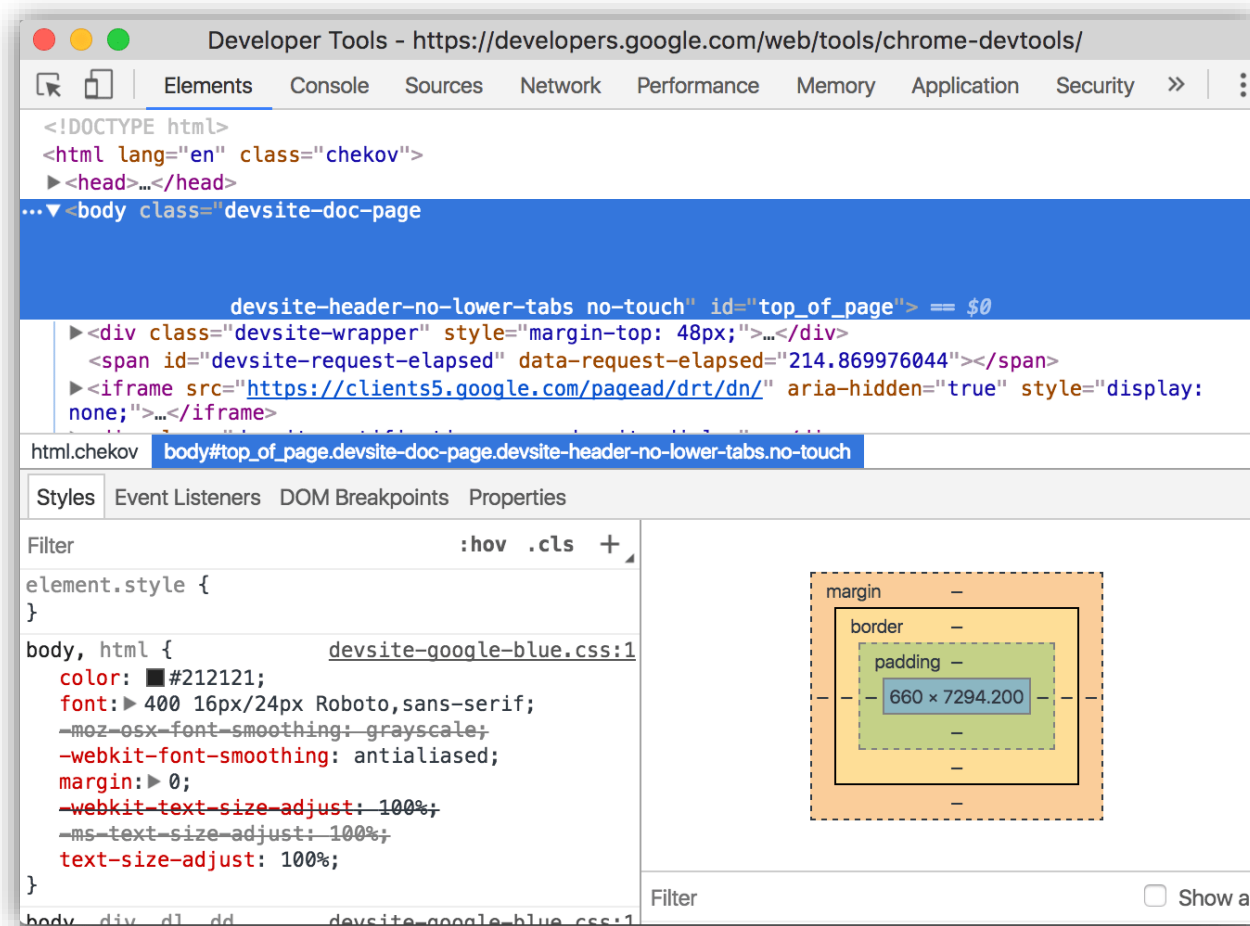 Developer Tools - https://developers.google.com/web/tools/chrome-devtools/
Elements Console Sources Network Performance Memory Application Security »
<!DOCTYPE html>
<html lang="en" class="chekov">
▶<head>…</head>
…▼<body class="devsite-doc-page
devsite-header-no-lower-tabs no-touch" id="top_of_page"> == $0
▶<div class="devsite-wrapper" style="margin-top: 48px;">…</div>
<span id="devsite-request-elapsed" data-request-elapsed="214.869976044"></span>
▶<iframe src="https://clients5.google.com/pagead/drt/dn/" aria-hidden="true" style="display:
none;">…</iframe>
html.chekov body#top_of_page.devsite-doc-page.devsite-header-no-lower-tabs.no-touch
Styles Event Listeners DOM Breakpoints Properties
Filter :hov .cls +
element.style {
}
body, html { devsite-google-blue.css:1
color: #212121;
font:▶ 400 16px/24px Roboto,sans-serif;
-moz-osx-font-smoothing: grayscale;
-webkit-font-smoothing: antialiased;
margin:▶ 0;
-webkit-text-size-adjust: 100%;
-ms-text-size-adjust: 100%;
text-size-adjust: 100%;
}
body, div, dl, dd, devsite-google-blue.css:1
margin –
border –
padding –
– – – 660 × 7294.200 – – –
–
–
–
Filter Show a